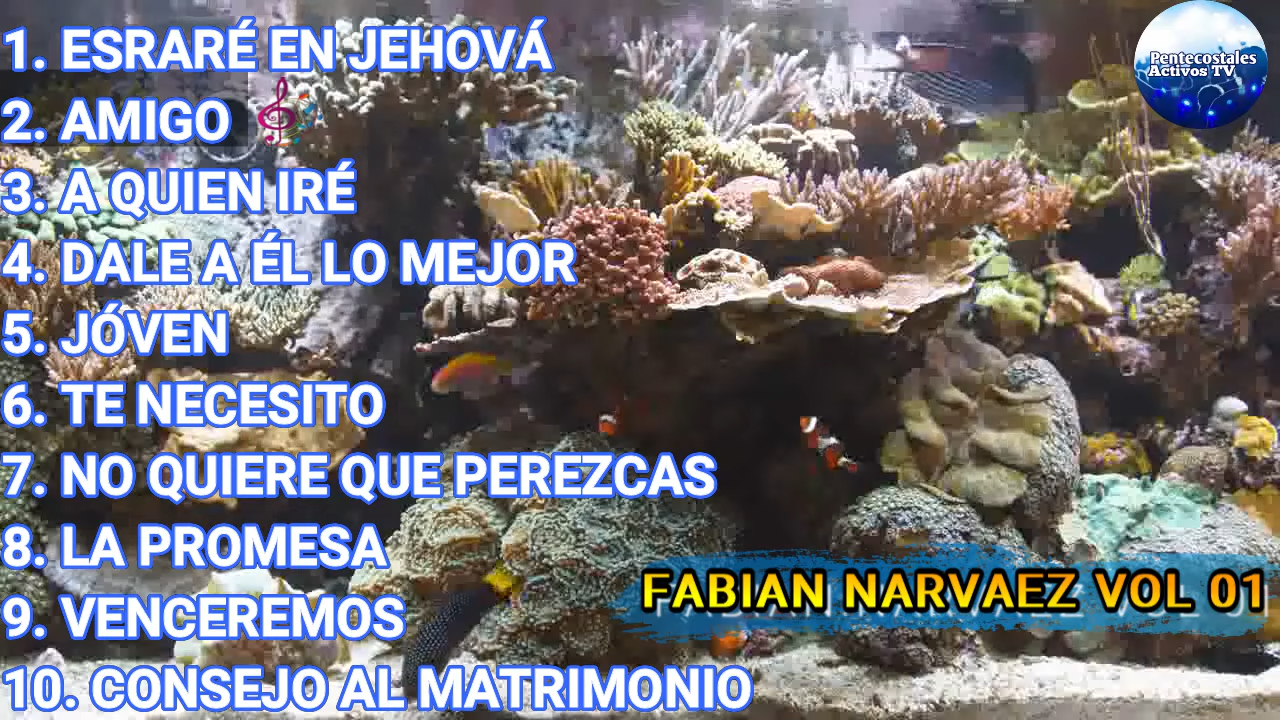 1. ESRARÉ EN JEHOVÁ
2. AMIGO
3. A QUIEN IRÉ
4. DALE A ÉL LO MEJOR
5. JÓVEN
6. TE NECESITO
7. NO QUIERE QUE PEREZCAS
8. LA PROMESA
9. VENCEREMOS
10. CONSEJO AL MATRIMONIO
Pentecostales
Activos TV
FABIAN NARVAEZ VOL 01